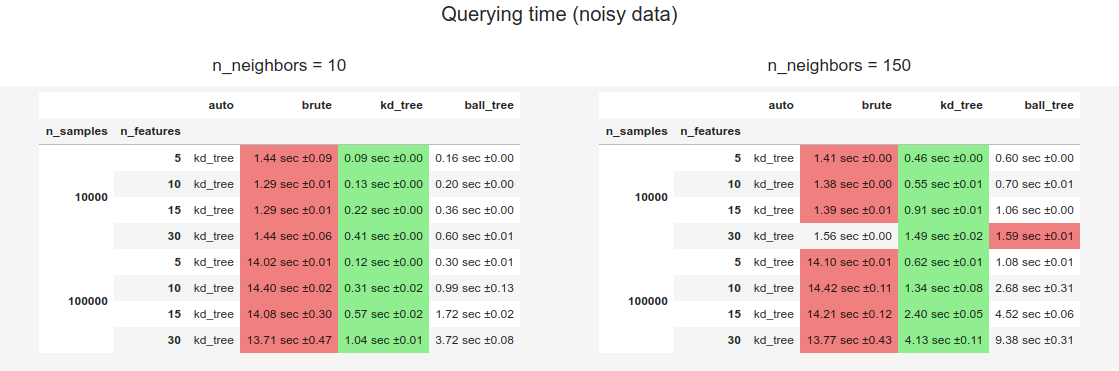 Querying time (noisy data)
n_neighbors = 10
auto brute kd_tree ball_tree
n_samples n_features
10000 5 kd_tree 1.44 sec ±0.09 0.09 sec ±0.00 0.16 sec ±0.00
10 kd_tree 1.29 sec ±0.01 0.13 sec ±0.00 0.20 sec ±0.00
15 kd_tree 1.29 sec ±0.01 0.22 sec ±0.00 0.36 sec ±0.00
30 kd_tree 1.44 sec ±0.06 0.41 sec ±0.00 0.60 sec ±0.01
100000 5 kd_tree 14.02 sec ±0.01 0.12 sec ±0.00 0.30 sec ±0.01
10 kd_tree 14.40 sec ±0.02 0.31 sec ±0.02 0.99 sec ±0.13
15 kd_tree 14.08 sec ±0.30 0.57 sec ±0.02 1.72 sec ±0.02
30 kd_tree 13.71 sec ±0.47 1.04 sec ±0.01 3.72 sec ±0.08
n_neighbors = 150
auto brute kd_tree ball_tree
n_samples n_features
10000 5 kd_tree 1.41 sec ±0.00 0.46 sec ±0.00 0.60 sec ±0.00
10 kd_tree 1.38 sec ±0.00 0.55 sec ±0.01 0.70 sec ±0.01
15 kd_tree 1.39 sec ±0.01 0.91 sec ±0.01 1.06 sec ±0.00
30 kd_tree 1.56 sec ±0.00 1.49 sec ±0.02 1.59 sec ±0.01
100000 5 kd_tree 14.10 sec ±0.01 0.62 sec ±0.01 1.08 sec ±0.01
10 kd_tree 14.42 sec ±0.11 1.34 sec ±0.08 2.68 sec ±0.31
15 kd_tree 14.21 sec ±0.12 2.40 sec ±0.05 4.52 sec ±0.06
30 kd_tree 13.77 sec ±0.43 4.13 sec ±0.11 9.38 sec ±0.31